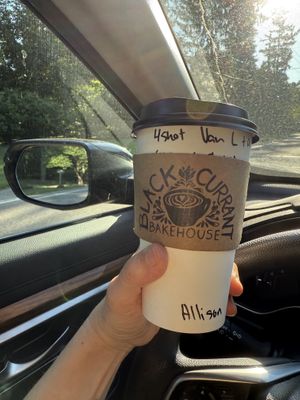 4shot Van L
BLACK CURRANT
BAKEHOUSE
Allison